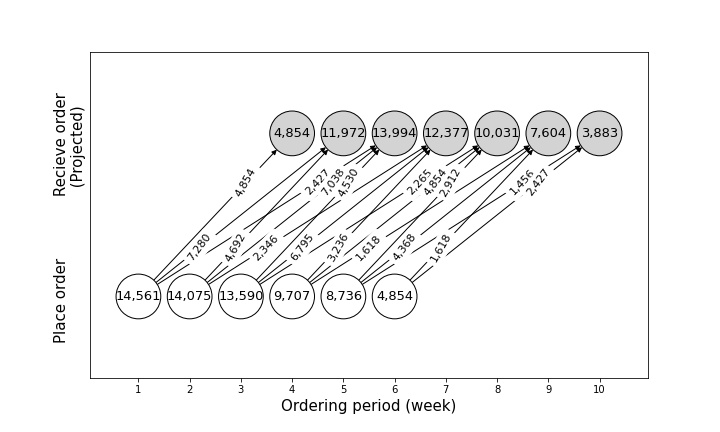 Recieve order
(Projected)
4,854 11,972 13,994 12,377 10,031 7,604 3,883
4,854
2,427
7,038
4,530
2,265
4,854
2,912
1,456
2,427
7,280
4,692
2,346
6,795
3,236
1,618
4,368
1,618
Place order
14,561 14,075 13,590 9,707 8,736 4,854
1 2 3 4 5 6 7 8 9 10
Ordering period (week)